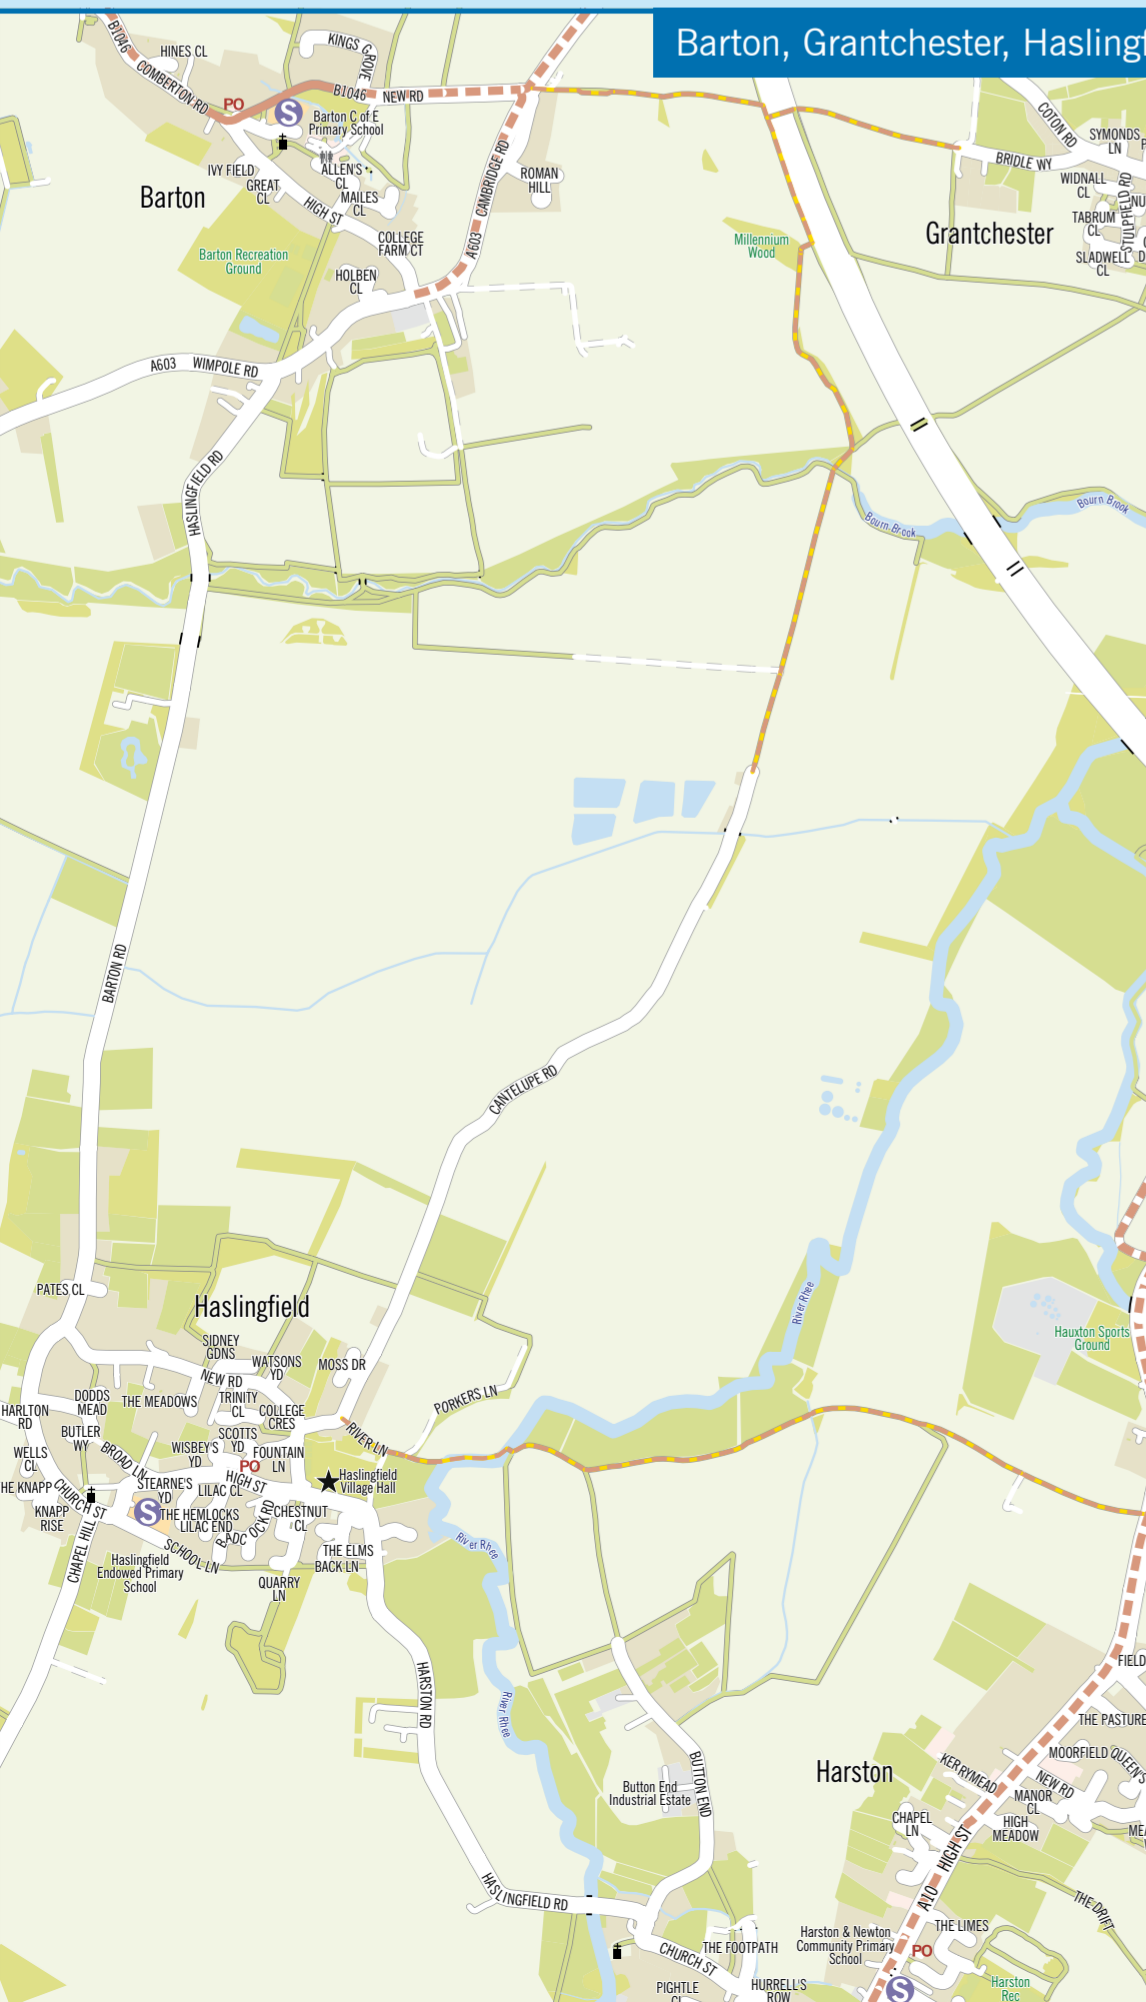 Barton, Grantchester, Haslingf
B1046
HINES CL
KINGS GROVE
COMBERTON RD
PO
S
B1046
NEW RD
Barton C of E
Primary School
COTON RD
SYMONDS
LN
BRIDLE WY
IVY FIELD
ALLEN'S
CL
GREAT
CL
MAILES
CL
Barton
HIGH ST
CAMBRIDGE RD
A603
ROMAN
HILL
WIDNALL
CL
STULPFIELD RD
NU
TABRUM
CL
Grantchester
SLADWELL
CL
D
COLLEGE
FARM CT
Barton Recreation
Ground
Millennium
Wood
HOLBEN
CL
A603
WIMPOLE RD
HASLINGFIELD RD
Bourn Brook
Bourn Brook
BARTON RD
CANTELUPE RD
PATES CL
Haslingfield
River Rhee
Hauxton Sports
Ground
SIDNEY
GDNS
WATSONS
YD
MOSS DR
NEW RD
DODDS
MEAD
THE MEADOWS
TRINITY
CL
COLLEGE
CRES
PORKERS LN
HARLTON
RD
BUTLER
WY
SCOTTS
YD
RIVER LN
WELLS
CL
BROAD LN
WISBEY'S
YD
FOUNTAIN
LN
PO
HIGH ST
Haslingfield
Village Hall
HE KNAPP
CHURCH ST
STEARNE'S
YD
LILAC CL
KNAPP
RISE
S
THE HEMLOCKS
LILAC END
BADCOCK RD
CHESTNUT
CL
CHAPEL HILL
SCHOOL LN
THE ELMS
BACK LN
River Rhee
Haslingfield
Endowed Primary
School
QUARRY
LN
HARSTON RD
River Rhee
FIELD
THE PASTURE
Harston
MOORFIELD
QUEEN'S
KERRYMEAD
NEW RD
Button End
Industrial Estate
BUTTON END
MANOR
CL
CHAPEL
LN
HIGH
MEADOW
ME
HIGH ST
A10
HASLINGFIELD RD
THE DRIFT
Harston & Newton
Community Primary
School
THE LIMES
PO
CHURCH ST
THE FOOTPATH
PIGHTLE
CL
HURRELL'S
ROW
S
Harston
Rec